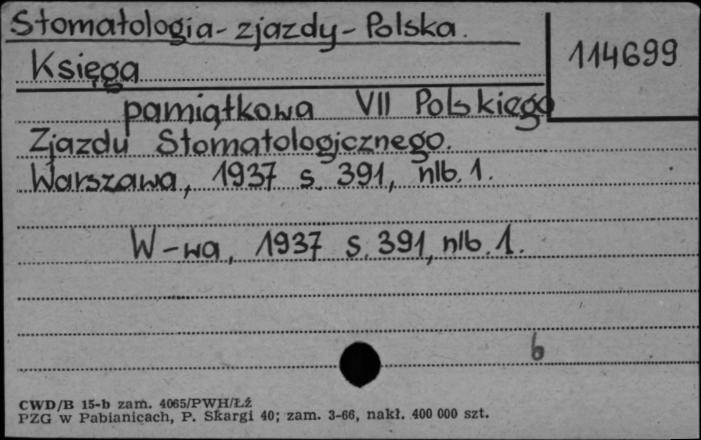 Stomatologia - zjazdy - Polska.
114699
Księga
pamiątkowa VII Polskiego
Zjazdu Stomatologicznego.
Warszawa, 1937 s. 391, nlb. 1.
W-wa, 1937 s. 391, nlb. 1.
b
CWD/B 15-b zam. 4065/PWH/ŁŻ
PZG w Pabianicach, P. Skargi 40; zam. 3-66, nakł. 400 000 szt.